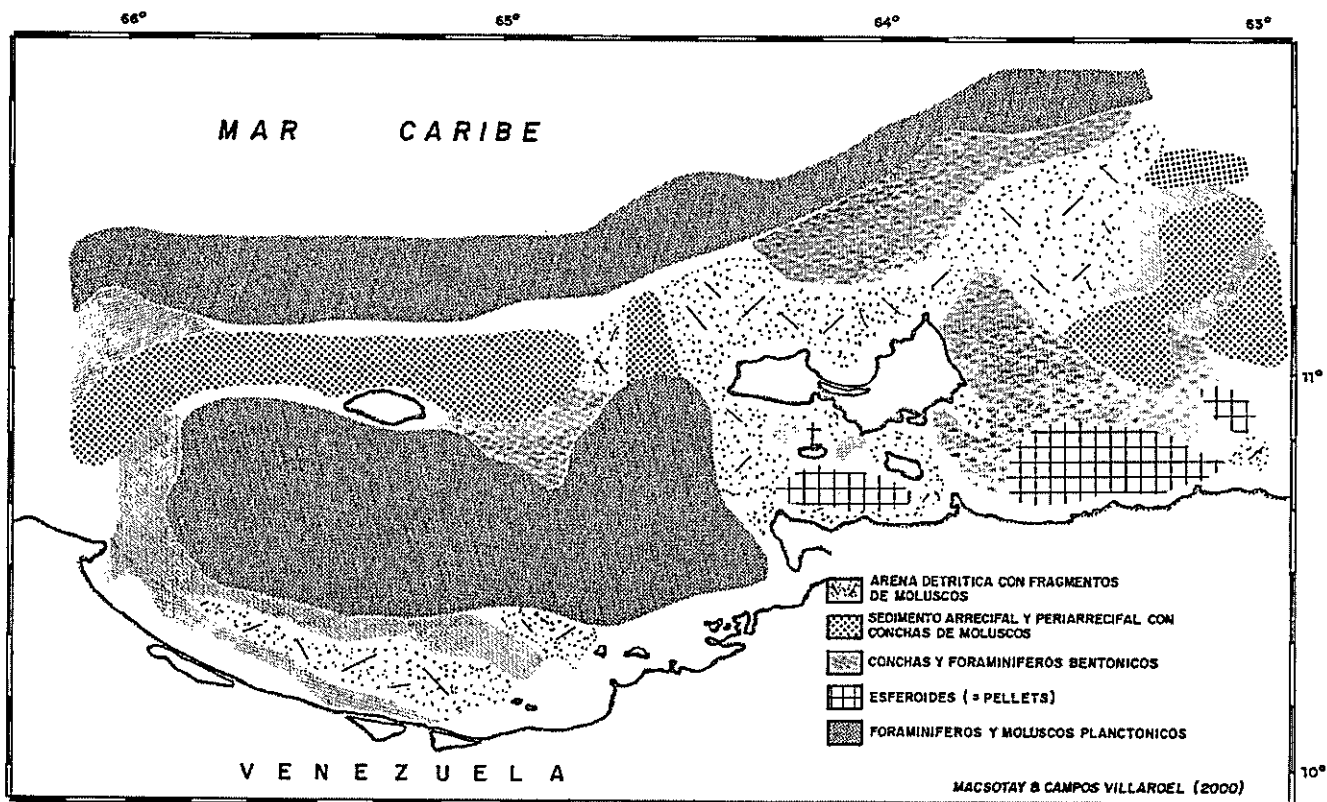 66° 65° 64° 63°
MAR CARIBE
11°
ARENA DETRITICA CON FRAGMENTOS
DE MOLUSCOS
SEDIMENTO ARRECIFAL Y PERIARRECIFAL CON
CONCHAS DE MOLUSCOS
CONCHAS Y FORAMINIFEROS BENTONICOS
ESFEROIDES (= PELLETS)
FORAMINIFEROS Y MOLUSCOS PLANCTONICOS
VENEZUELA
10°
MACSOTAY & CAMPOS VILLAROEL (2000)